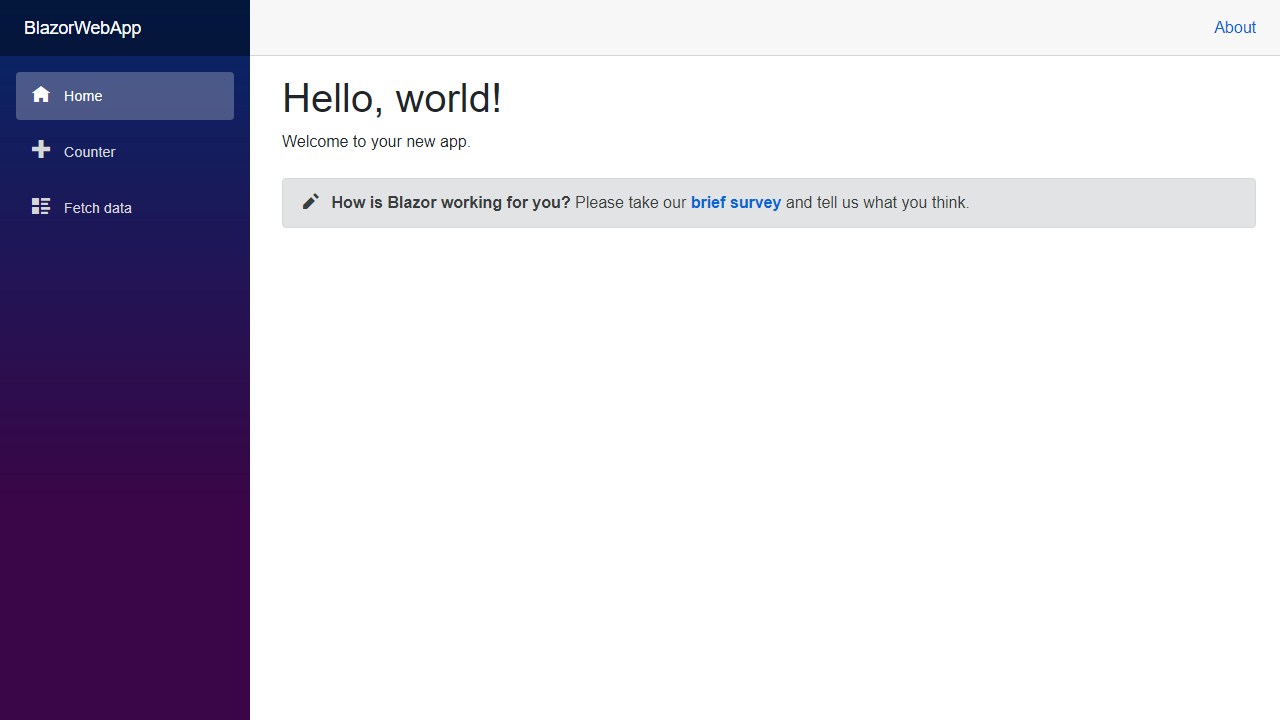 BlazorWebApp
About
Home
Counter
Fetch data
Hello, world!
Welcome to your new app.
How is Blazor working for you? Please take our brief survey and tell us what you think.